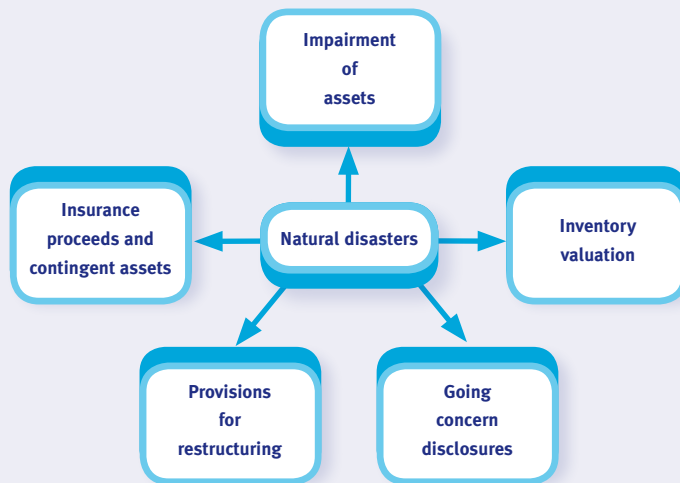 Impairment
of
assets
Insurance
proceeds and
contingent assets
Natural disasters
Inventory
valuation
Provisions
for
restructuring
Going
concern
disclosures